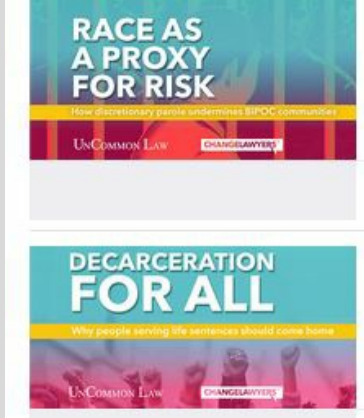 RACE AS
A PROXY
FOR RISK
How discretionary parole undermines BIPOC communities
UNCOMMON LAW
CHANGELAWYERS
DECARCERATION
FOR ALL
Why people serving life sentences should come home
UNCOMMON LAW
CHANGELAWYERS